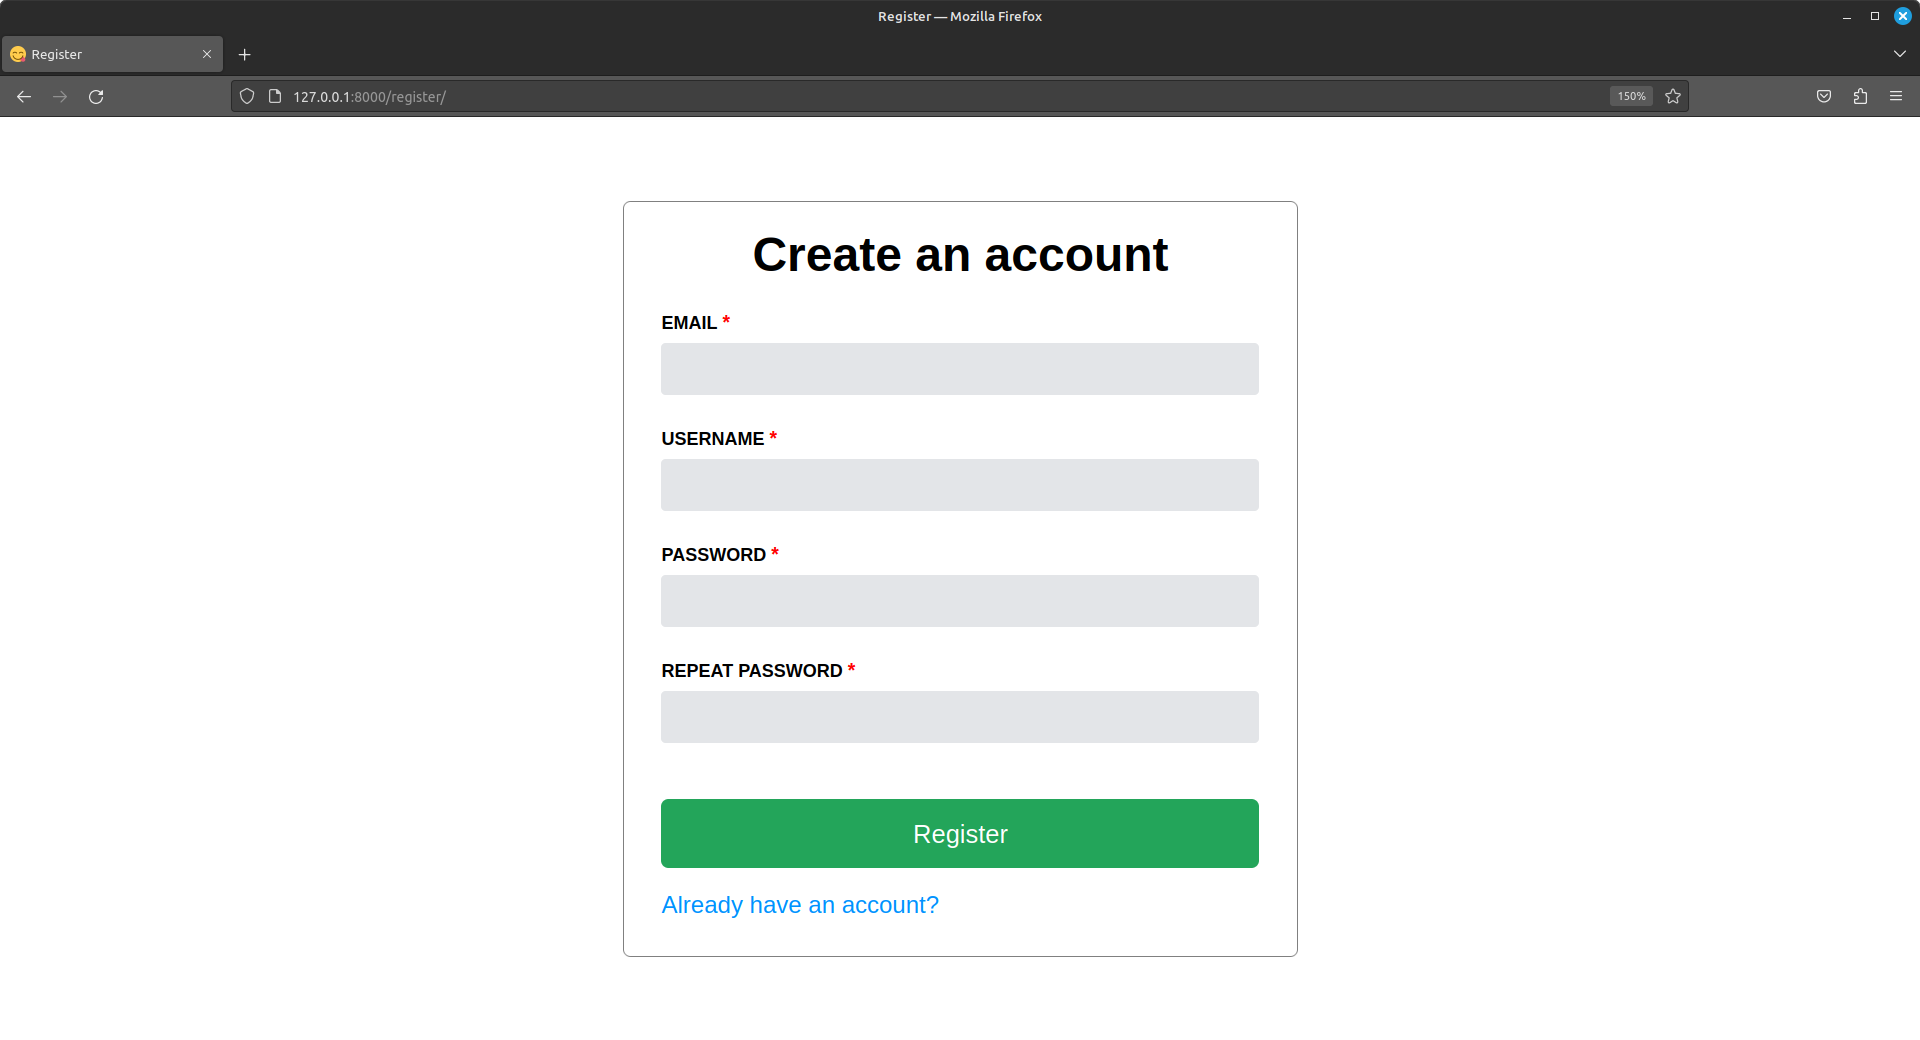 Register — Mozilla Firefox
Register
127.0.0.1:8000/register/
150%
Create an account
EMAIL *
USERNAME *
PASSWORD *
REPEAT PASSWORD *
Register
Already have an account?